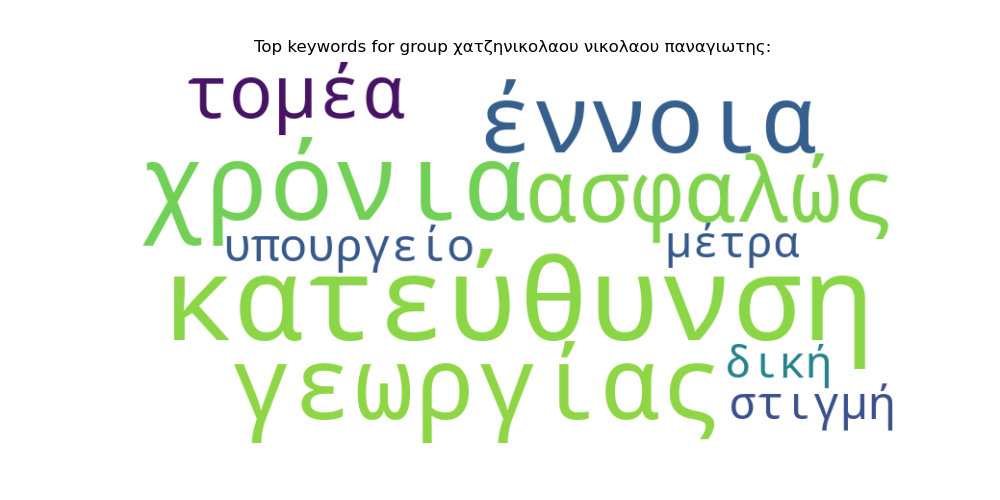 Top keywords for group χατζηνικολαου νικολαου παναγιωτης:
τομέα
έννοια
χρόνια
ασφαλώς
υπουργείο
μέτρα
κατεύθυνση
γεωργίας
δική
στιγμή